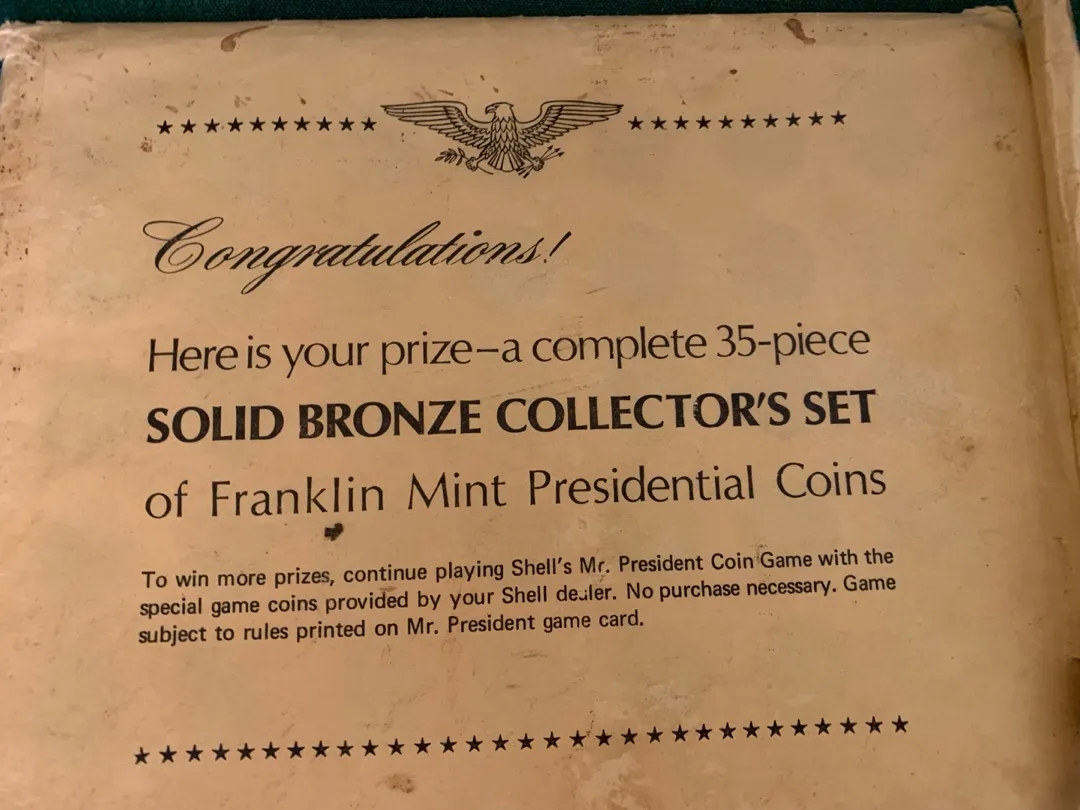 Congratulations!
Here is your prize–a complete 35-piece
SOLID BRONZE COLLECTOR'S SET
of Franklin Mint Presidential Coins
To win more prizes, continue playing Shell's Mr. President Coin Game with the
special game coins provided by your Shell dealer. No purchase necessary. Game
subject to rules printed on Mr. President game card.